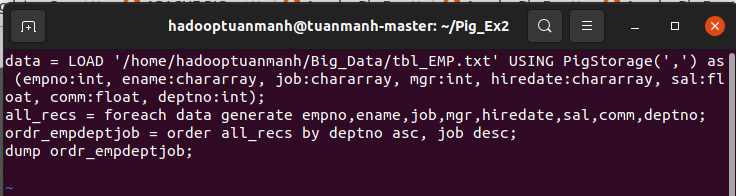 hadooptuanmanh@tuanmanh-master: ~/Pig_Ex2
data = LOAD '/home/hadooptuanmanh/Big_Data/tbl_EMP.txt' USING PigStorage(',') as
 (empno:int, ename:chararray, job:chararray, mgr:int, hiredate:chararray, sal:fl
oat, comm:float, deptno:int);
all_recs = foreach data generate empno,ename,job,mgr,hiredate,sal,comm,deptno;
ordr_empdeptjob = order all_recs by deptno asc, job desc;
dump ordr_empdeptjob;
~